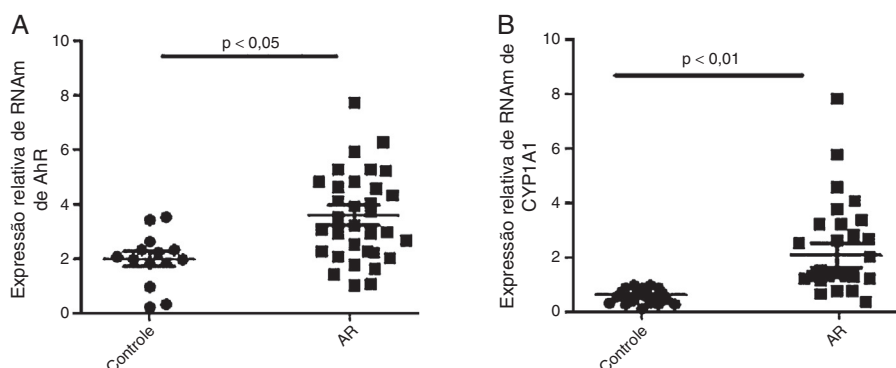 A
Expressão relativa de RNAm
de AhR
10
8
6
4
2
0
p < 0,05
Controle
AR
B
Expressão relativa de RNAm de
CYP1A1
10
8
6
4
2
0
p < 0,01
Controle
AR